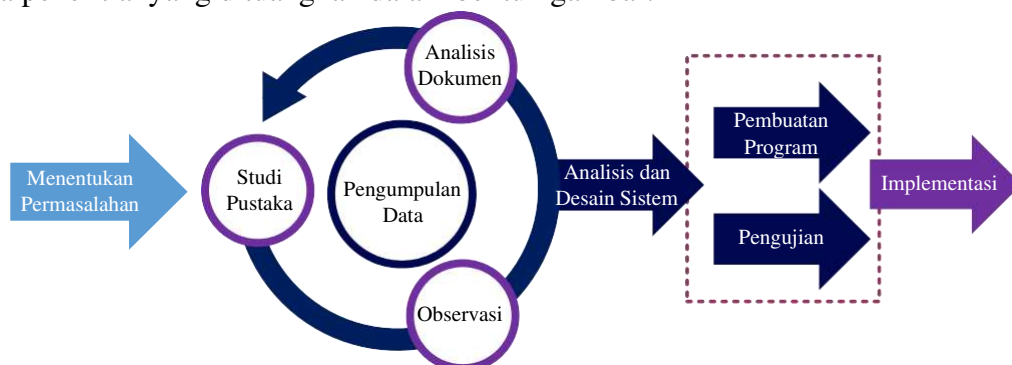 Analisis
Dokumen
Menentukan
Permasalahan
Studi
Pustaka
Pengumpulan
Data
Observasi
Analisis dan
Desain Sistem
Pembuatan
Program
Pengujian
Implementasi